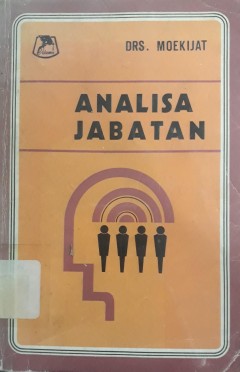 DRS. MOEKIJAT
ANALISA
JABATAN